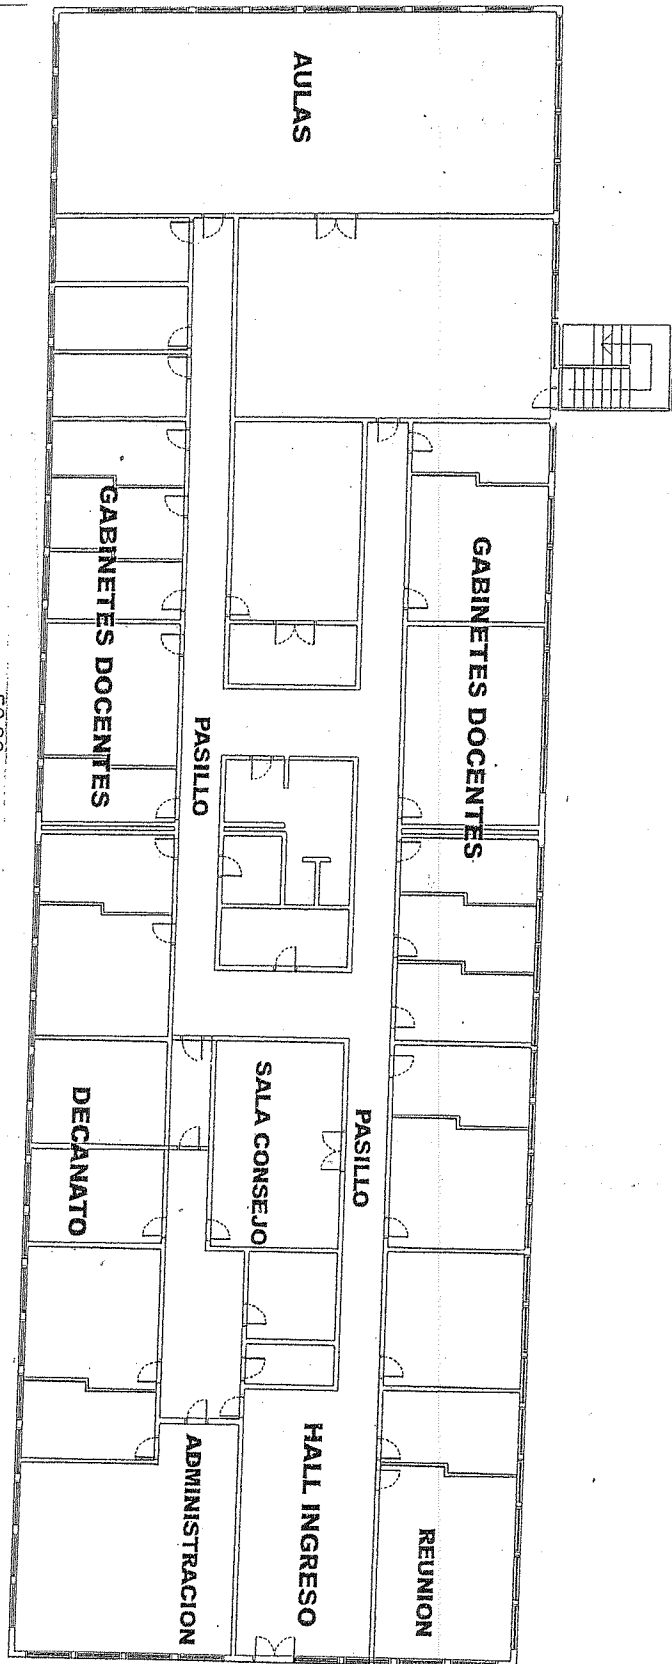 AULAS
GABINETES DOCENTES
GABINETES DOCENTES
PASILLO
SALA CONSEJO
PASILLO
DECANATO
HALL INGRESO
ADMINISTRACION
REUNION